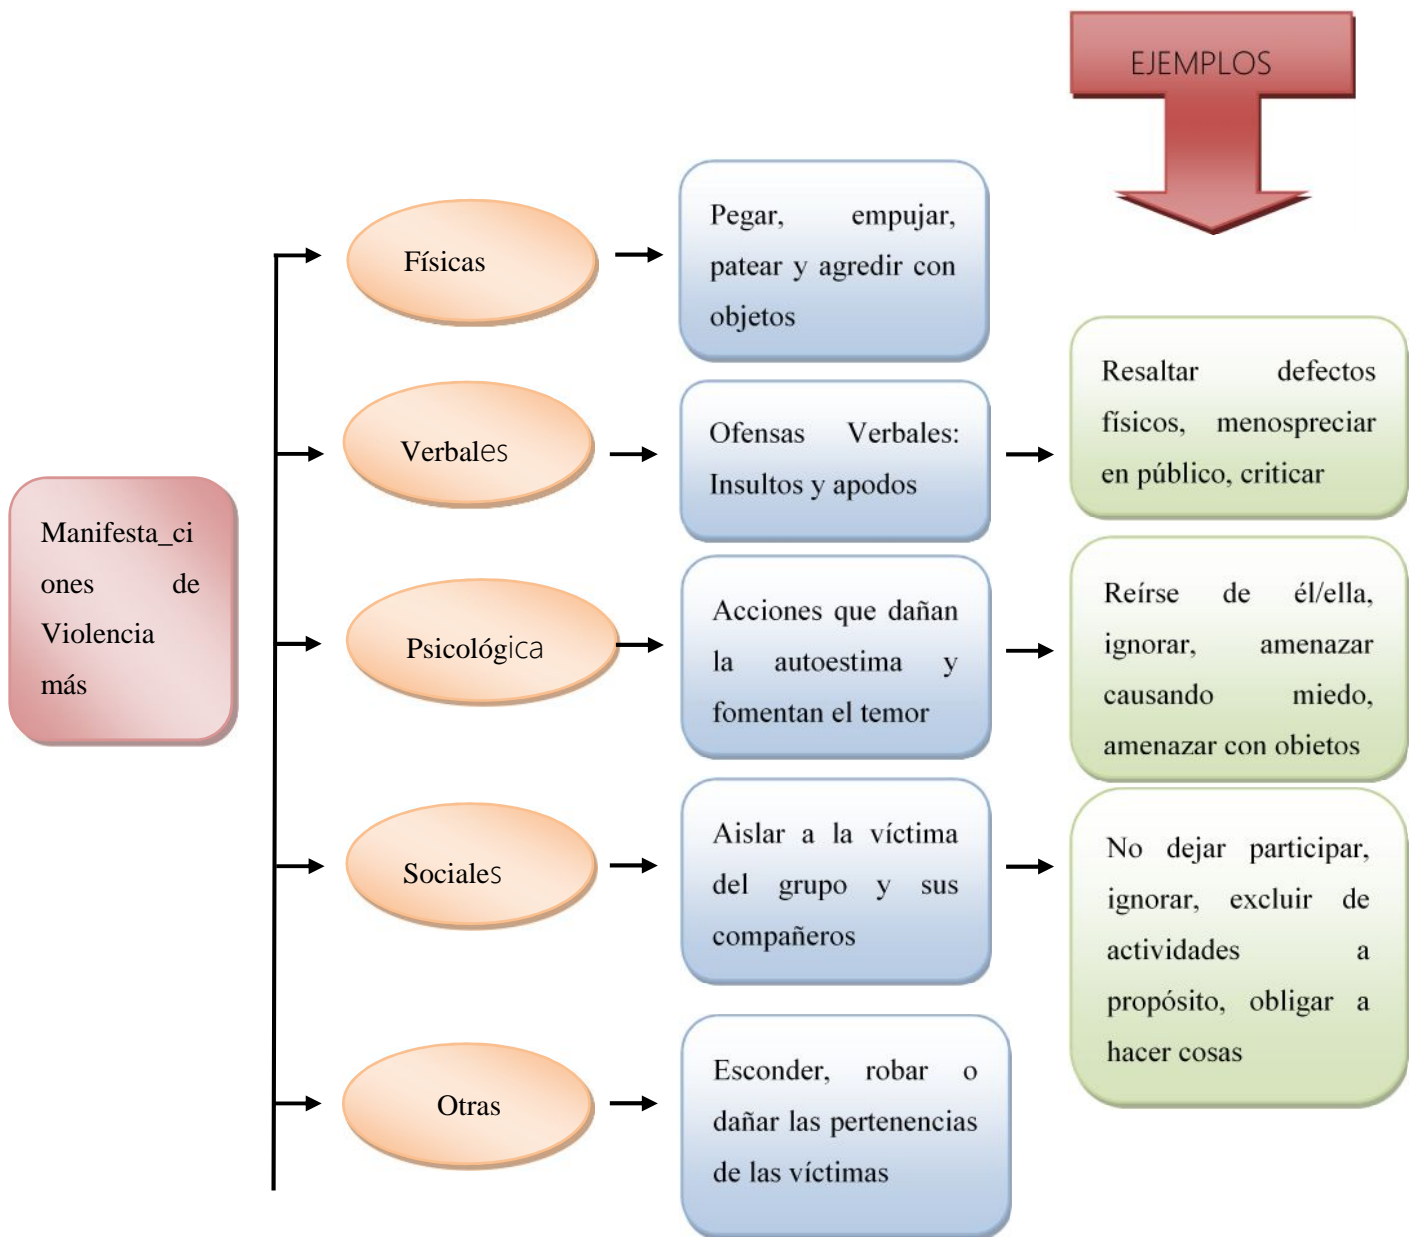 EJEMPLOS
Manifesta_ci
ones de
Violencia
más
Físicas
Pegar, empujar,
patear y agredir con
objetos
Verbales
Ofensas Verbales:
Insultos y apodos
Resaltar defectos
físicos, menospreciar
en público, criticar
Psicológica
Acciones que dañan
la autoestima y
fomentan el temor
Reírse de él/ella,
ignorar, amenazar
causando miedo,
amenazar con objetos
Sociales
Aislar a la víctima
del grupo y sus
compañeros
No dejar participar,
ignorar, excluir de
actividades a
propósito, obligar a
hacer cosas
Otras
Esconder, robar o
dañar las pertenencias
de las víctimas